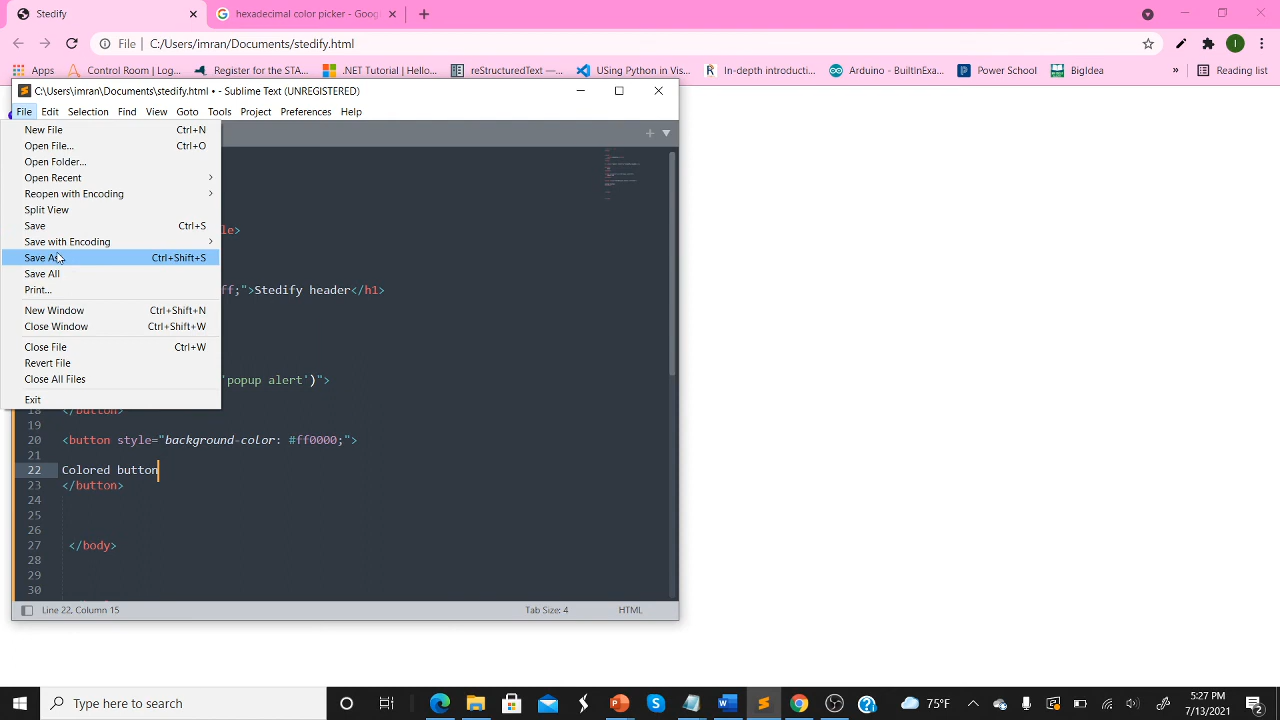 Stedify
hexadecimal color picker - Goog
File
C:/Users/imran/Documents/stedify.html
I
Apps
Control Room | Log...
Register for the STA...
.NET Tutorial | Hello...
reStructuredText —...
Using Python in Vis...
In-depth introducti...
Arduino - BuiltInExa...
Power School
BigIdea
»
Reading list
C:\Users\imran\Documents\stedify.html • - Sublime Text (UNREGISTERED)
File Edit Selection Find View Goto Tools Project Preferences Help
New File Ctrl+N
Open File... Ctrl+O
Open Folder...
Open Recent
Reopen with Encoding
Split View
Save Ctrl+S
Save with Encoding
Save As Ctrl+Shift+S
Save All
Print...
New Window Ctrl+Shift+N
Close Window Ctrl+Shift+W
Close File Ctrl+W
Revert File
Close All Files
Exit
le>
ff;">Stedify header</h1>
'popup alert')">
18 </button>
19
20 <button style="background-color: #ff0000;">
21
22 Colored button
23 </button>
24
25
26
27 </body>
28
29
30
Line 22, Column 15
Tab Size: 4
HTML
Type here to search
75°F
5:27 PM
7/13/2021
2